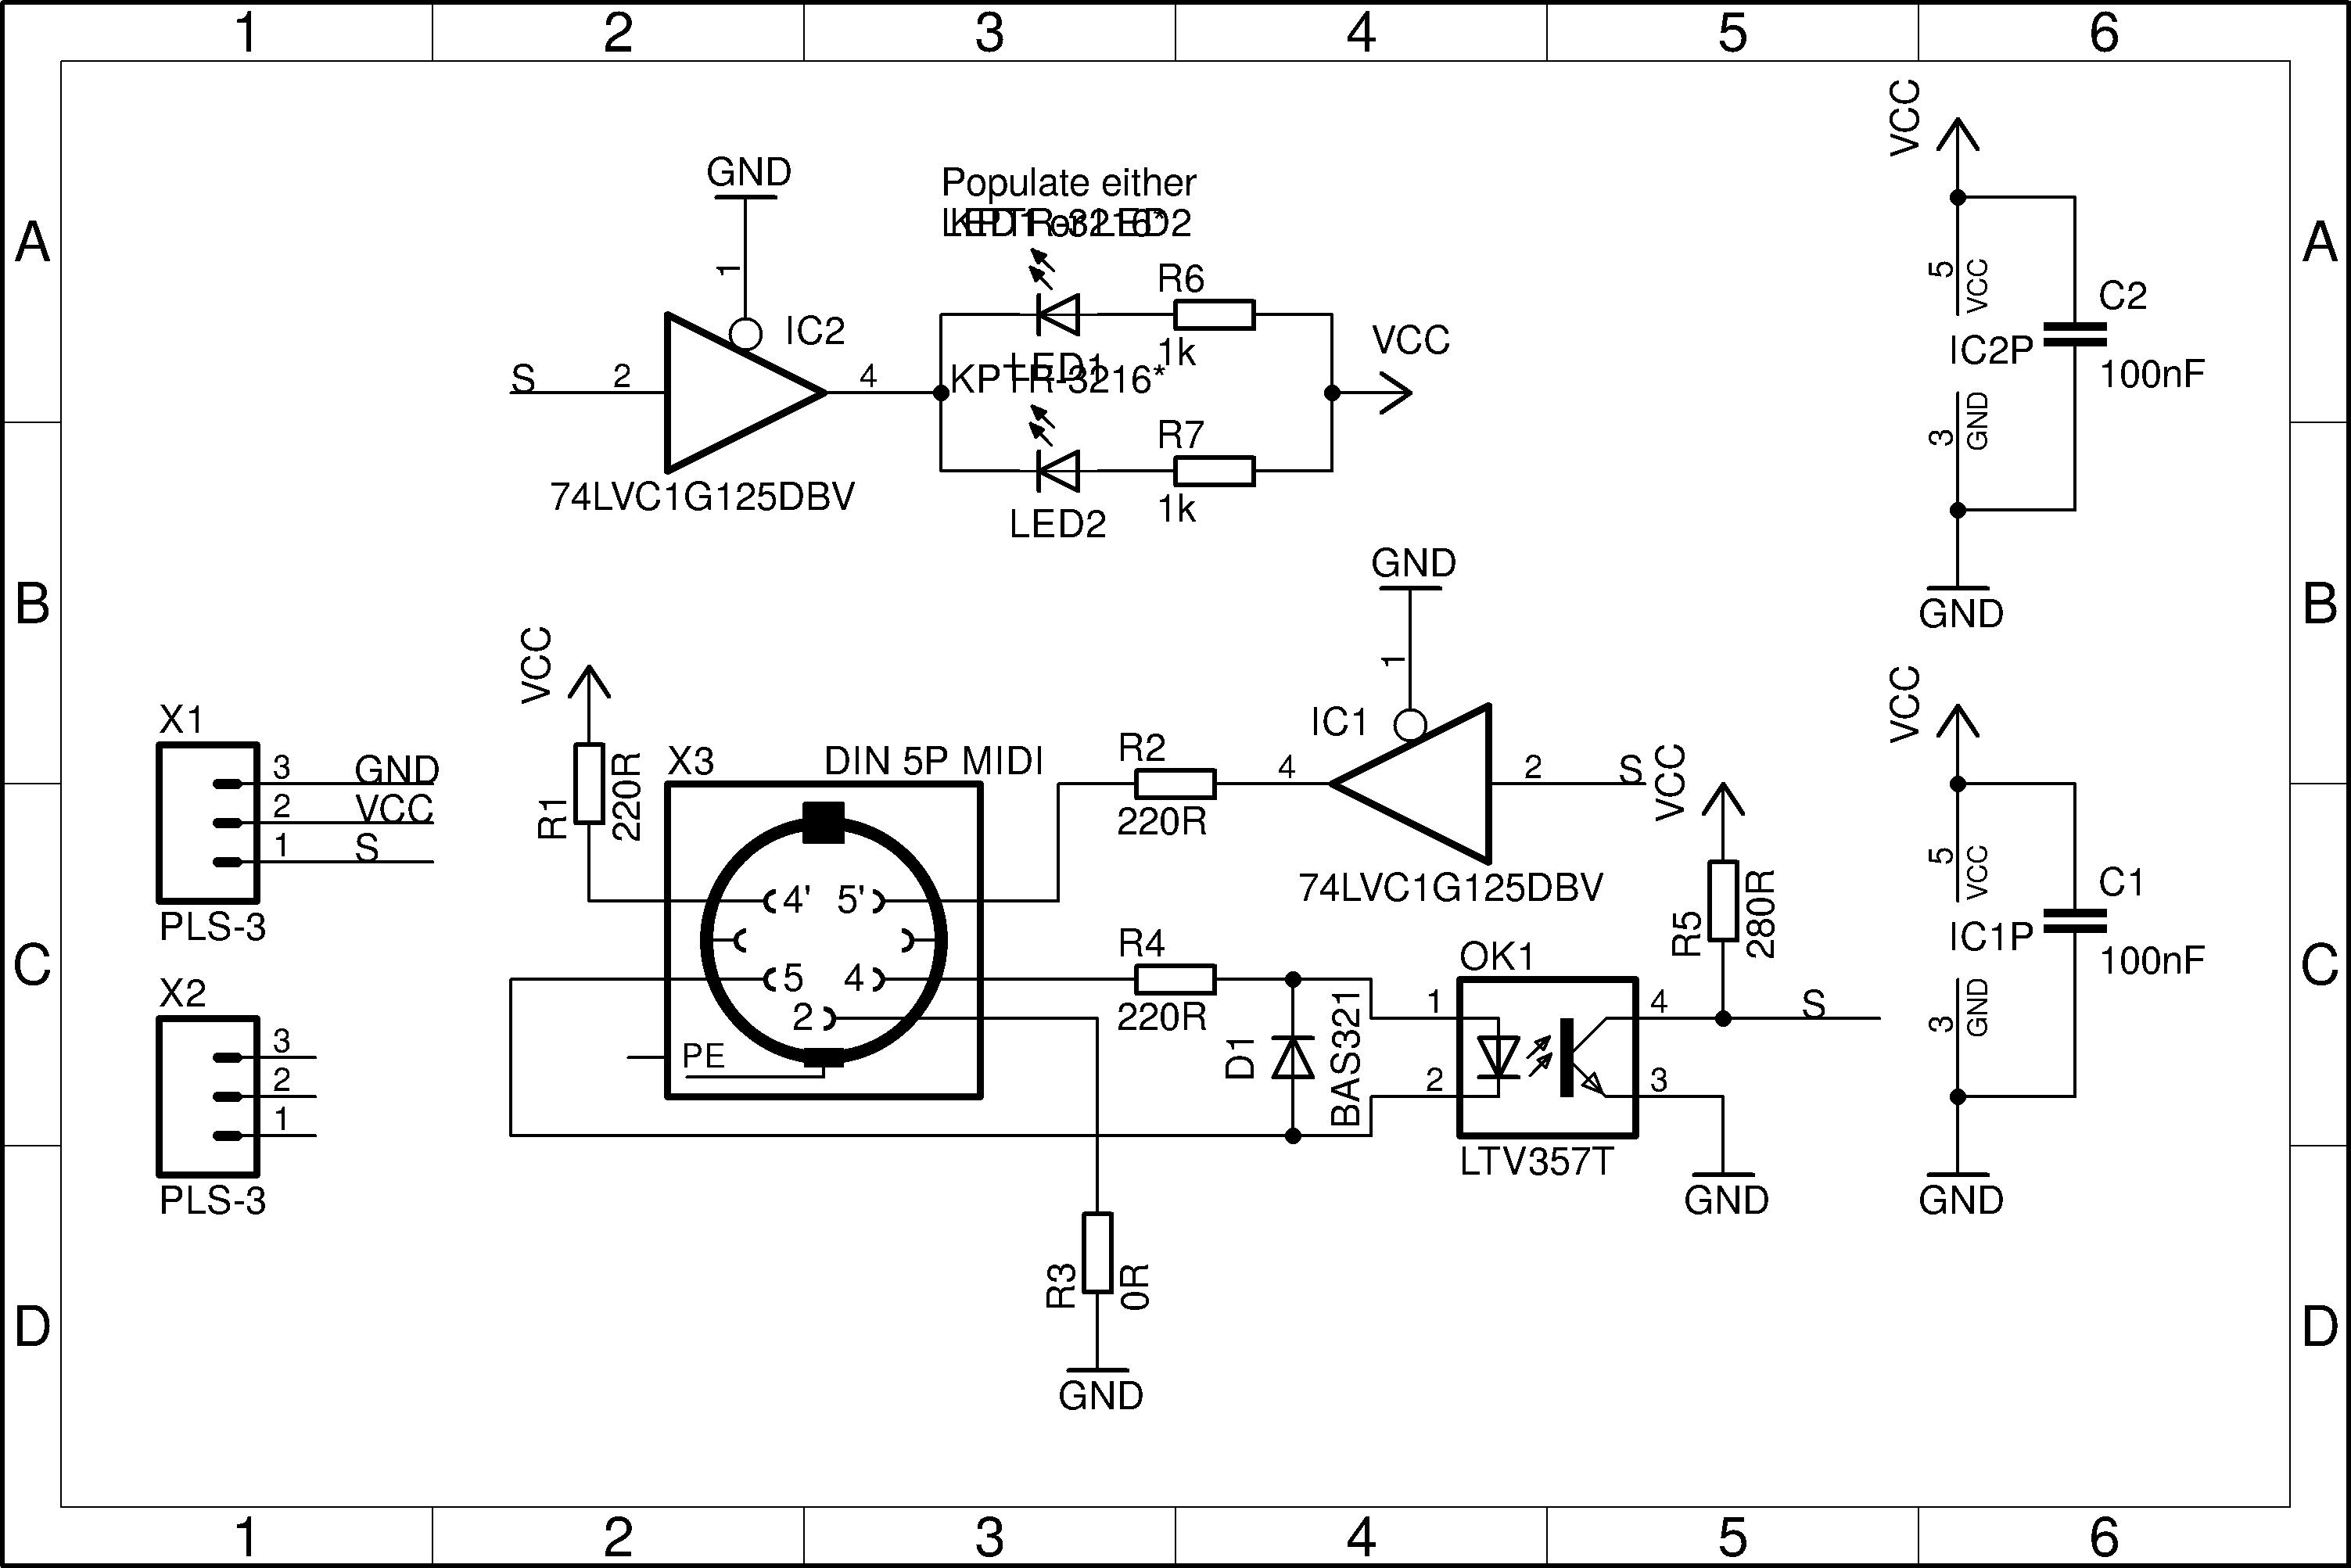 1 2 3 4 5 6
A A
B B
C C
D D
GND
1
IC2
S 2
4
74LVC1G125DBV
Populate either
LED1 or LED2
KPTR-3216*
LED1
R6
1k
KPTR-3216*
LED2
R7
1k
VCC
VCC
5 VCC
IC2P
3 GND
C2
100nF
GND
X1
3 GND
2 VCC
1 S
PLS-3
X2
3
2
1
PLS-3
VCC
R1
220R
X3 DIN 5P MIDI
4' 5'
5 4
2
PE
R2
220R
GND
1
IC1
4
2 S
74LVC1G125DBV
R4
220R
D1
BAS321
OK1
1 4
2 3
LTV357T
VCC
R5
280R
S
GND
R3
0R
GND
VCC
5 VCC
IC1P
3 GND
C1
100nF
GND
1 2 3 4 5 6